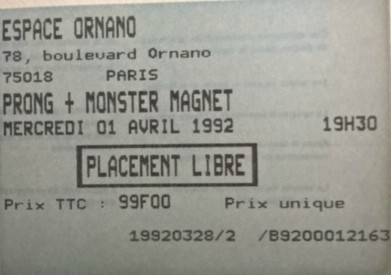 ESPACE ORNANO
78, boulevard Ornano
75018 PARIS
PRONG + MONSTER MAGNET
MERCREDI 01 AVRIL 1992 19H30
PLACEMENT LIBRE
Prix TTC : 99F00 Prix unique
19920328/2 /B9200012163